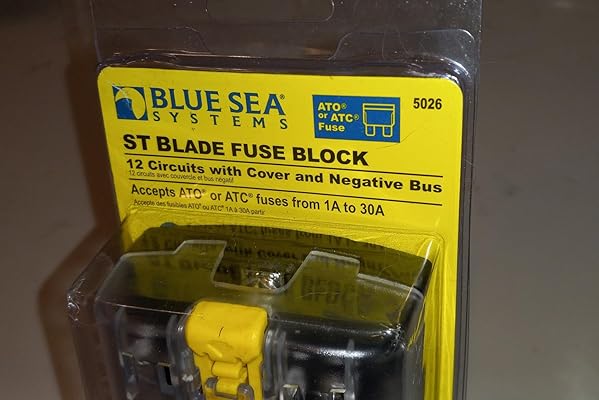 BLUE SEA®
SYSTEMS
ATO®
or ATC®
Fuse
5026
ST BLADE FUSE BLOCK
12 Circuits with Cover and Negative Bus
12 circuits avec couvercle et bus négatif
Accepts ATO® or ATC® fuses from 1A to 30A
Accepte des fusibles ATO® ou ATC® 1A à 30A partir